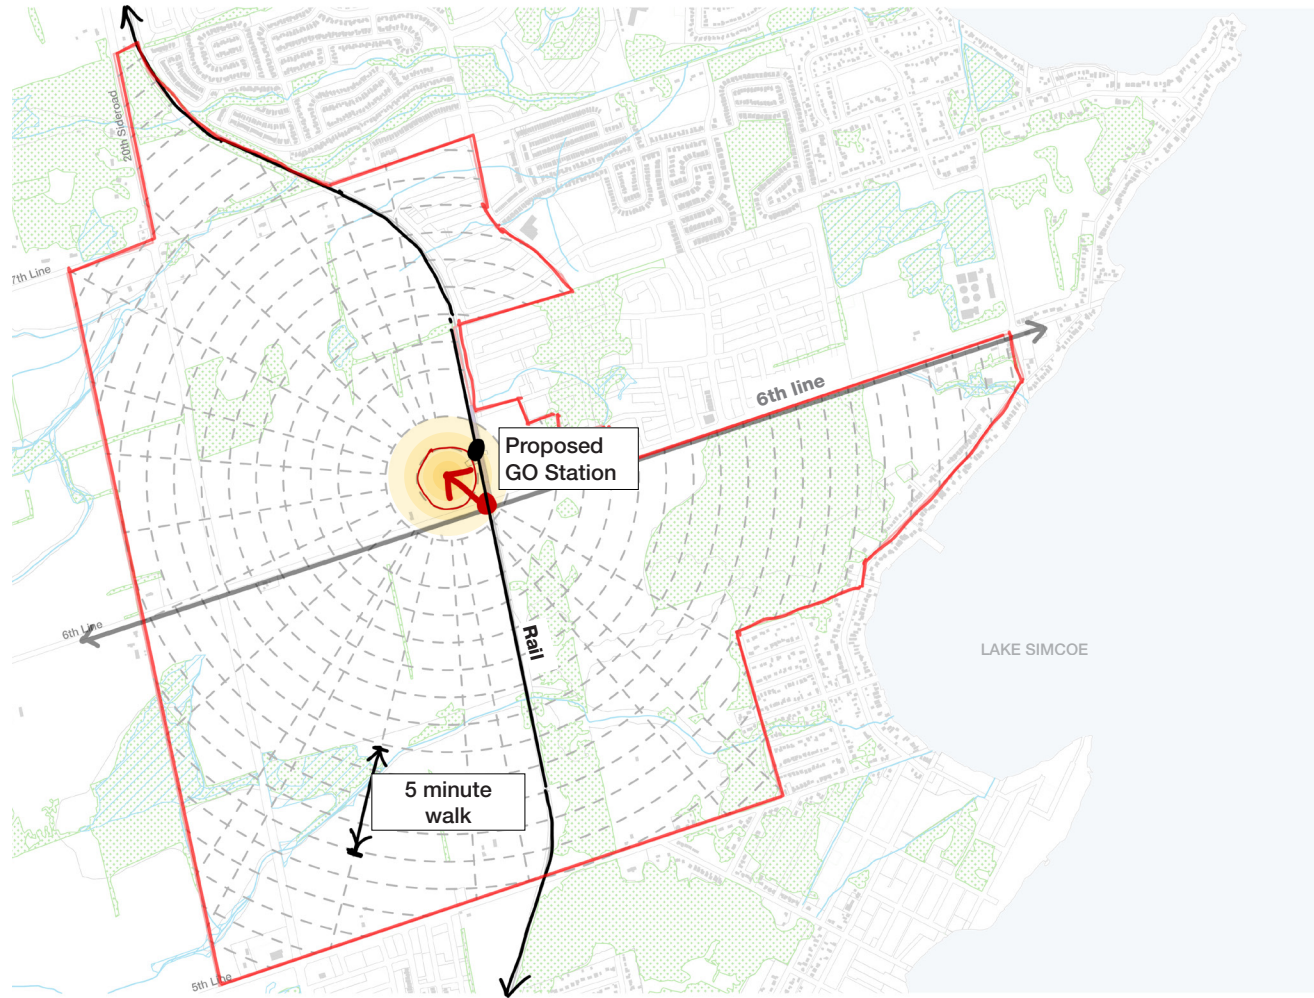 20th Sideroad
7th Line
6th line
Proposed
GO Station
6th Line
Rail
LAKE SIMCOE
5 minute
walk
5th Line